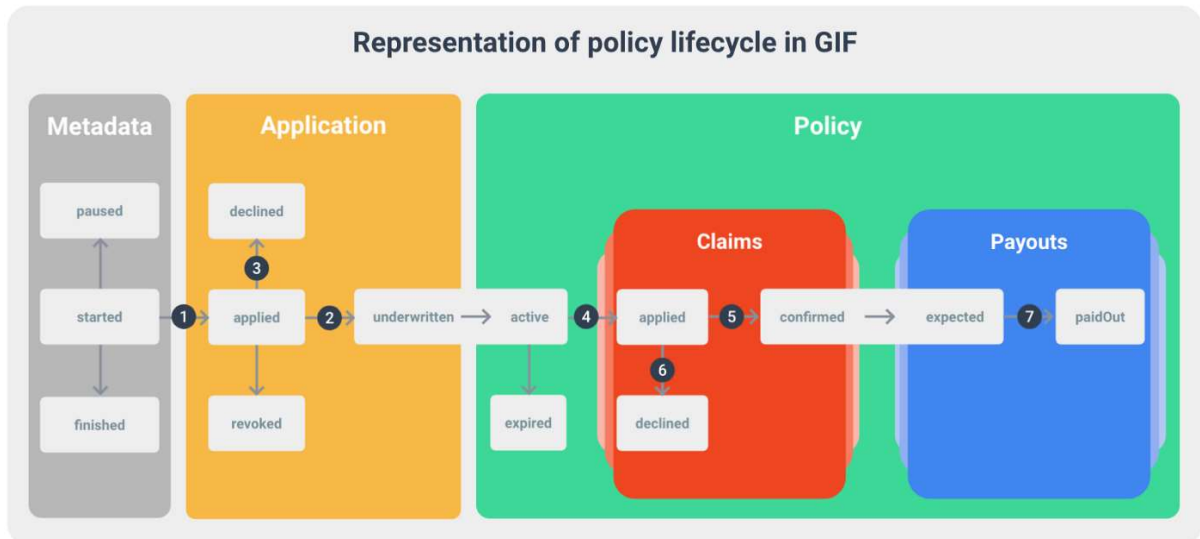 Representation of policy lifecycle in GIF
Metadata
Application
Policy
paused
declined
Claims
Payouts
3
started
1
applied
2
underwritten
active
4
applied
5
confirmed
expected
7
paidOut
6
finished
revoked
expired
declined